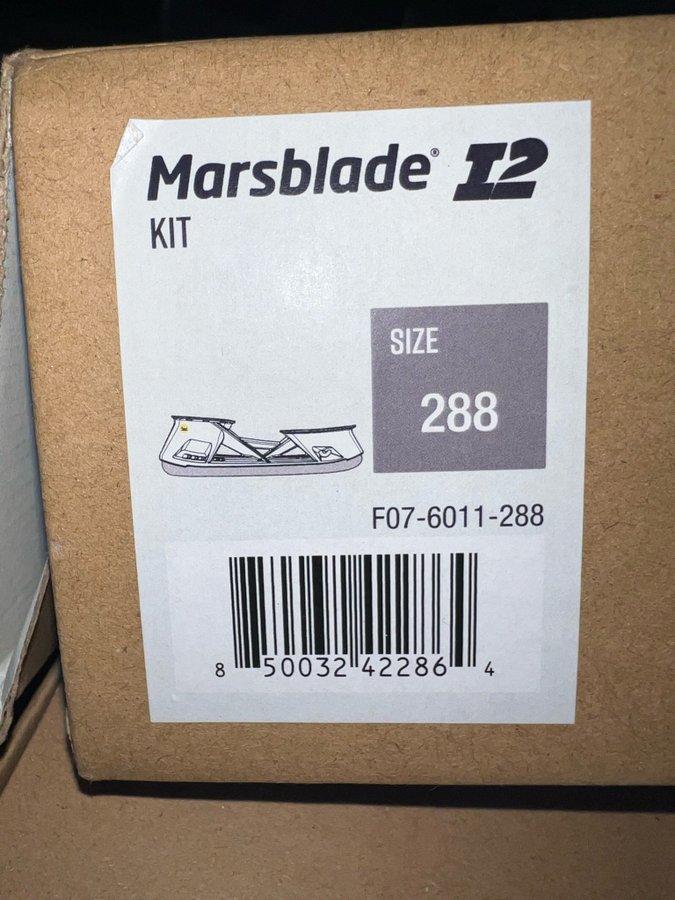 Marsblade® I2
KIT
SIZE
288
F07-6011-288
8 50032 42286 4